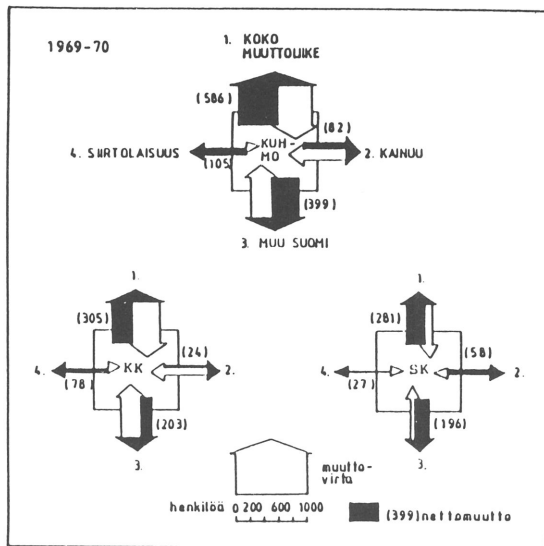 1969-70
1. KOKO
MUUTTOLIIKE
(586)
(82)
4. SIIRTOLAISUUS
KUH-
MO
2. KAINUU
(105)
(399)
3. MUU SUOMI
1.
1.
(305)
(281)
(24)
(58)
4.
KK
2.
4.
SK
2.
(78)
(27)
(203)
(196)
3.
3.
muutto-
virta
henkilöä
0 200 600 1000
(399) nettomuutto